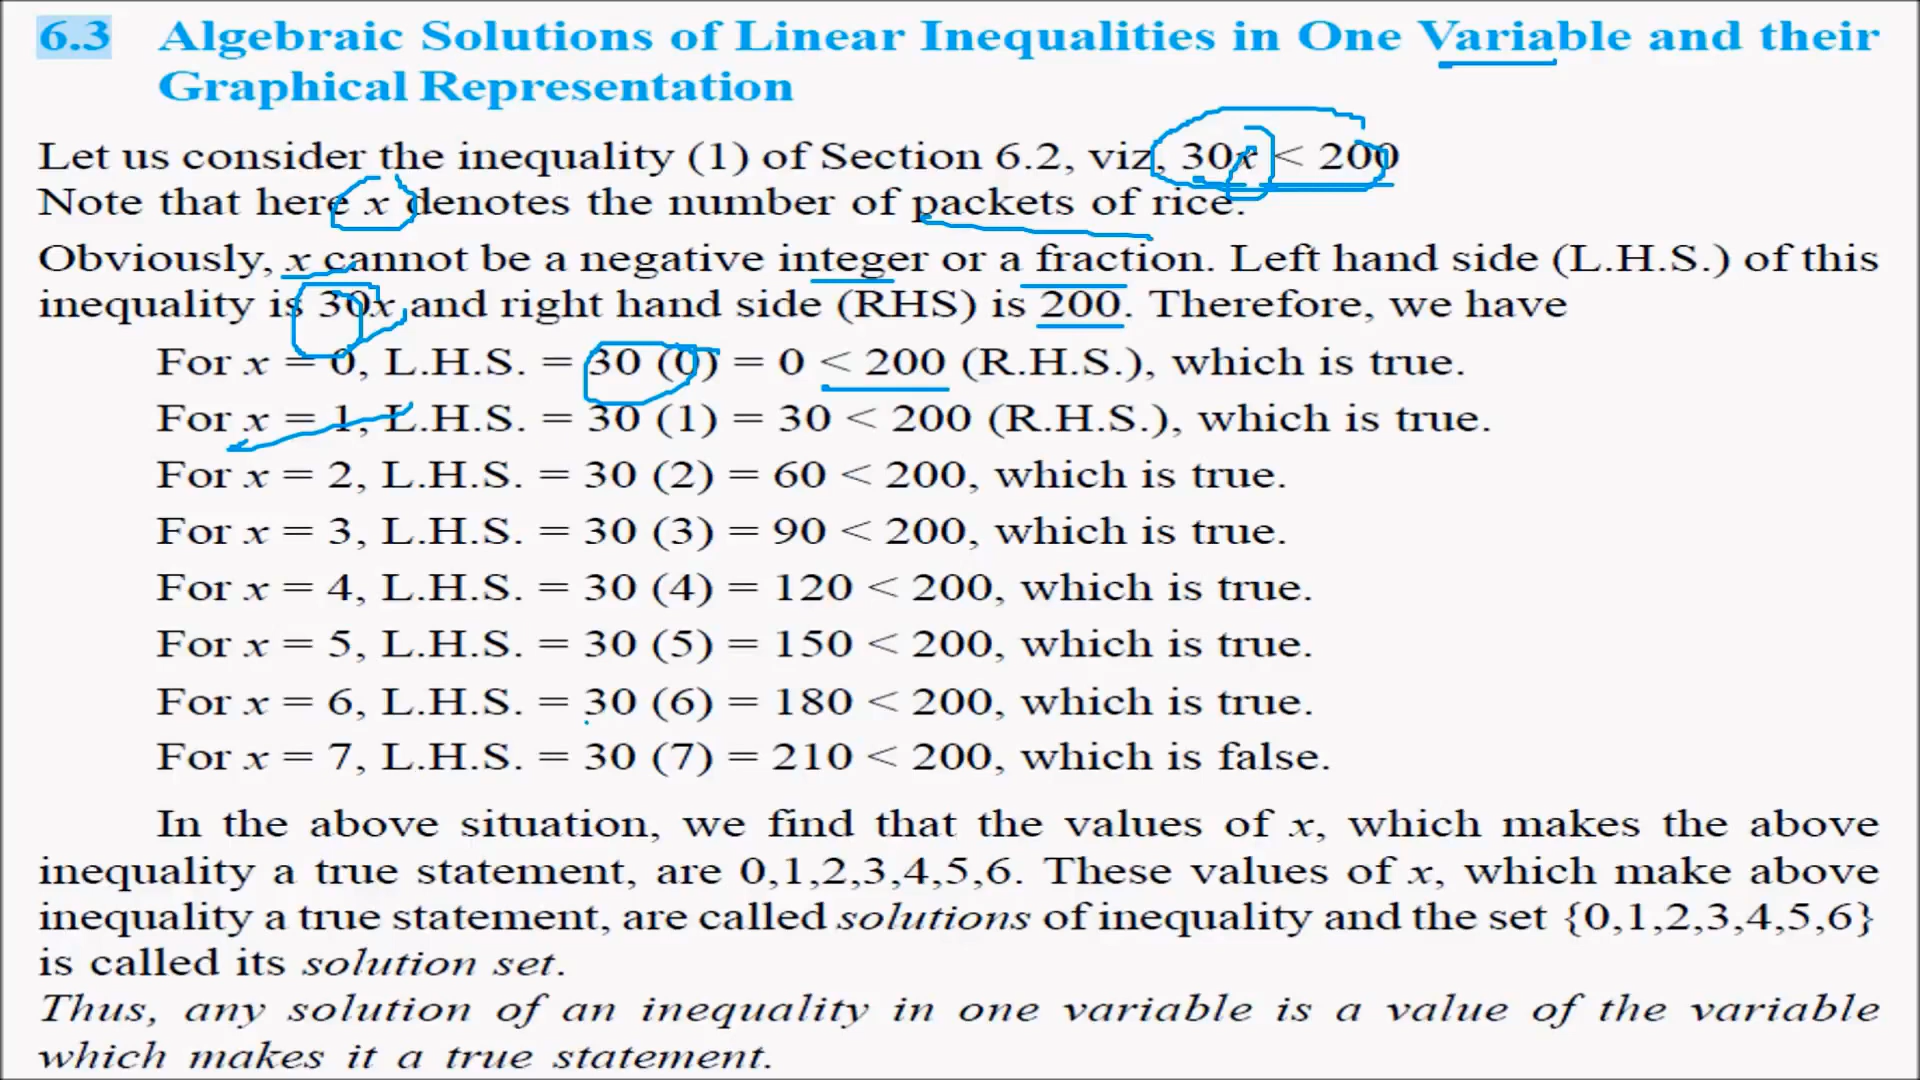 6.3 Algebraic Solutions of Linear Inequalities in One Variable and their
Graphical Representation
Let us consider the inequality (1) of Section 6.2, viz, 30x < 200
Note that here x denotes the number of packets of rice.
Obviously, x cannot be a negative integer or a fraction. Left hand side (L.H.S.) of this
inequality is 30x and right hand side (RHS) is 200. Therefore, we have
For x = 0, L.H.S. = 30 (0) = 0 < 200 (R.H.S.), which is true.
For x = 1, L.H.S. = 30 (1) = 30 < 200 (R.H.S.), which is true.
For x = 2, L.H.S. = 30 (2) = 60 < 200, which is true.
For x = 3, L.H.S. = 30 (3) = 90 < 200, which is true.
For x = 4, L.H.S. = 30 (4) = 120 < 200, which is true.
For x = 5, L.H.S. = 30 (5) = 150 < 200, which is true.
For x = 6, L.H.S. = 30 (6) = 180 < 200, which is true.
For x = 7, L.H.S. = 30 (7) = 210 < 200, which is false.
In the above situation, we find that the values of x, which makes the above
inequality a true statement, are 0,1,2,3,4,5,6. These values of x, which make above
inequality a true statement, are called solutions of inequality and the set {0,1,2,3,4,5,6}
is called its solution set.
Thus, any solution of an inequality in one variable is a value of the variable
which makes it a true statement.